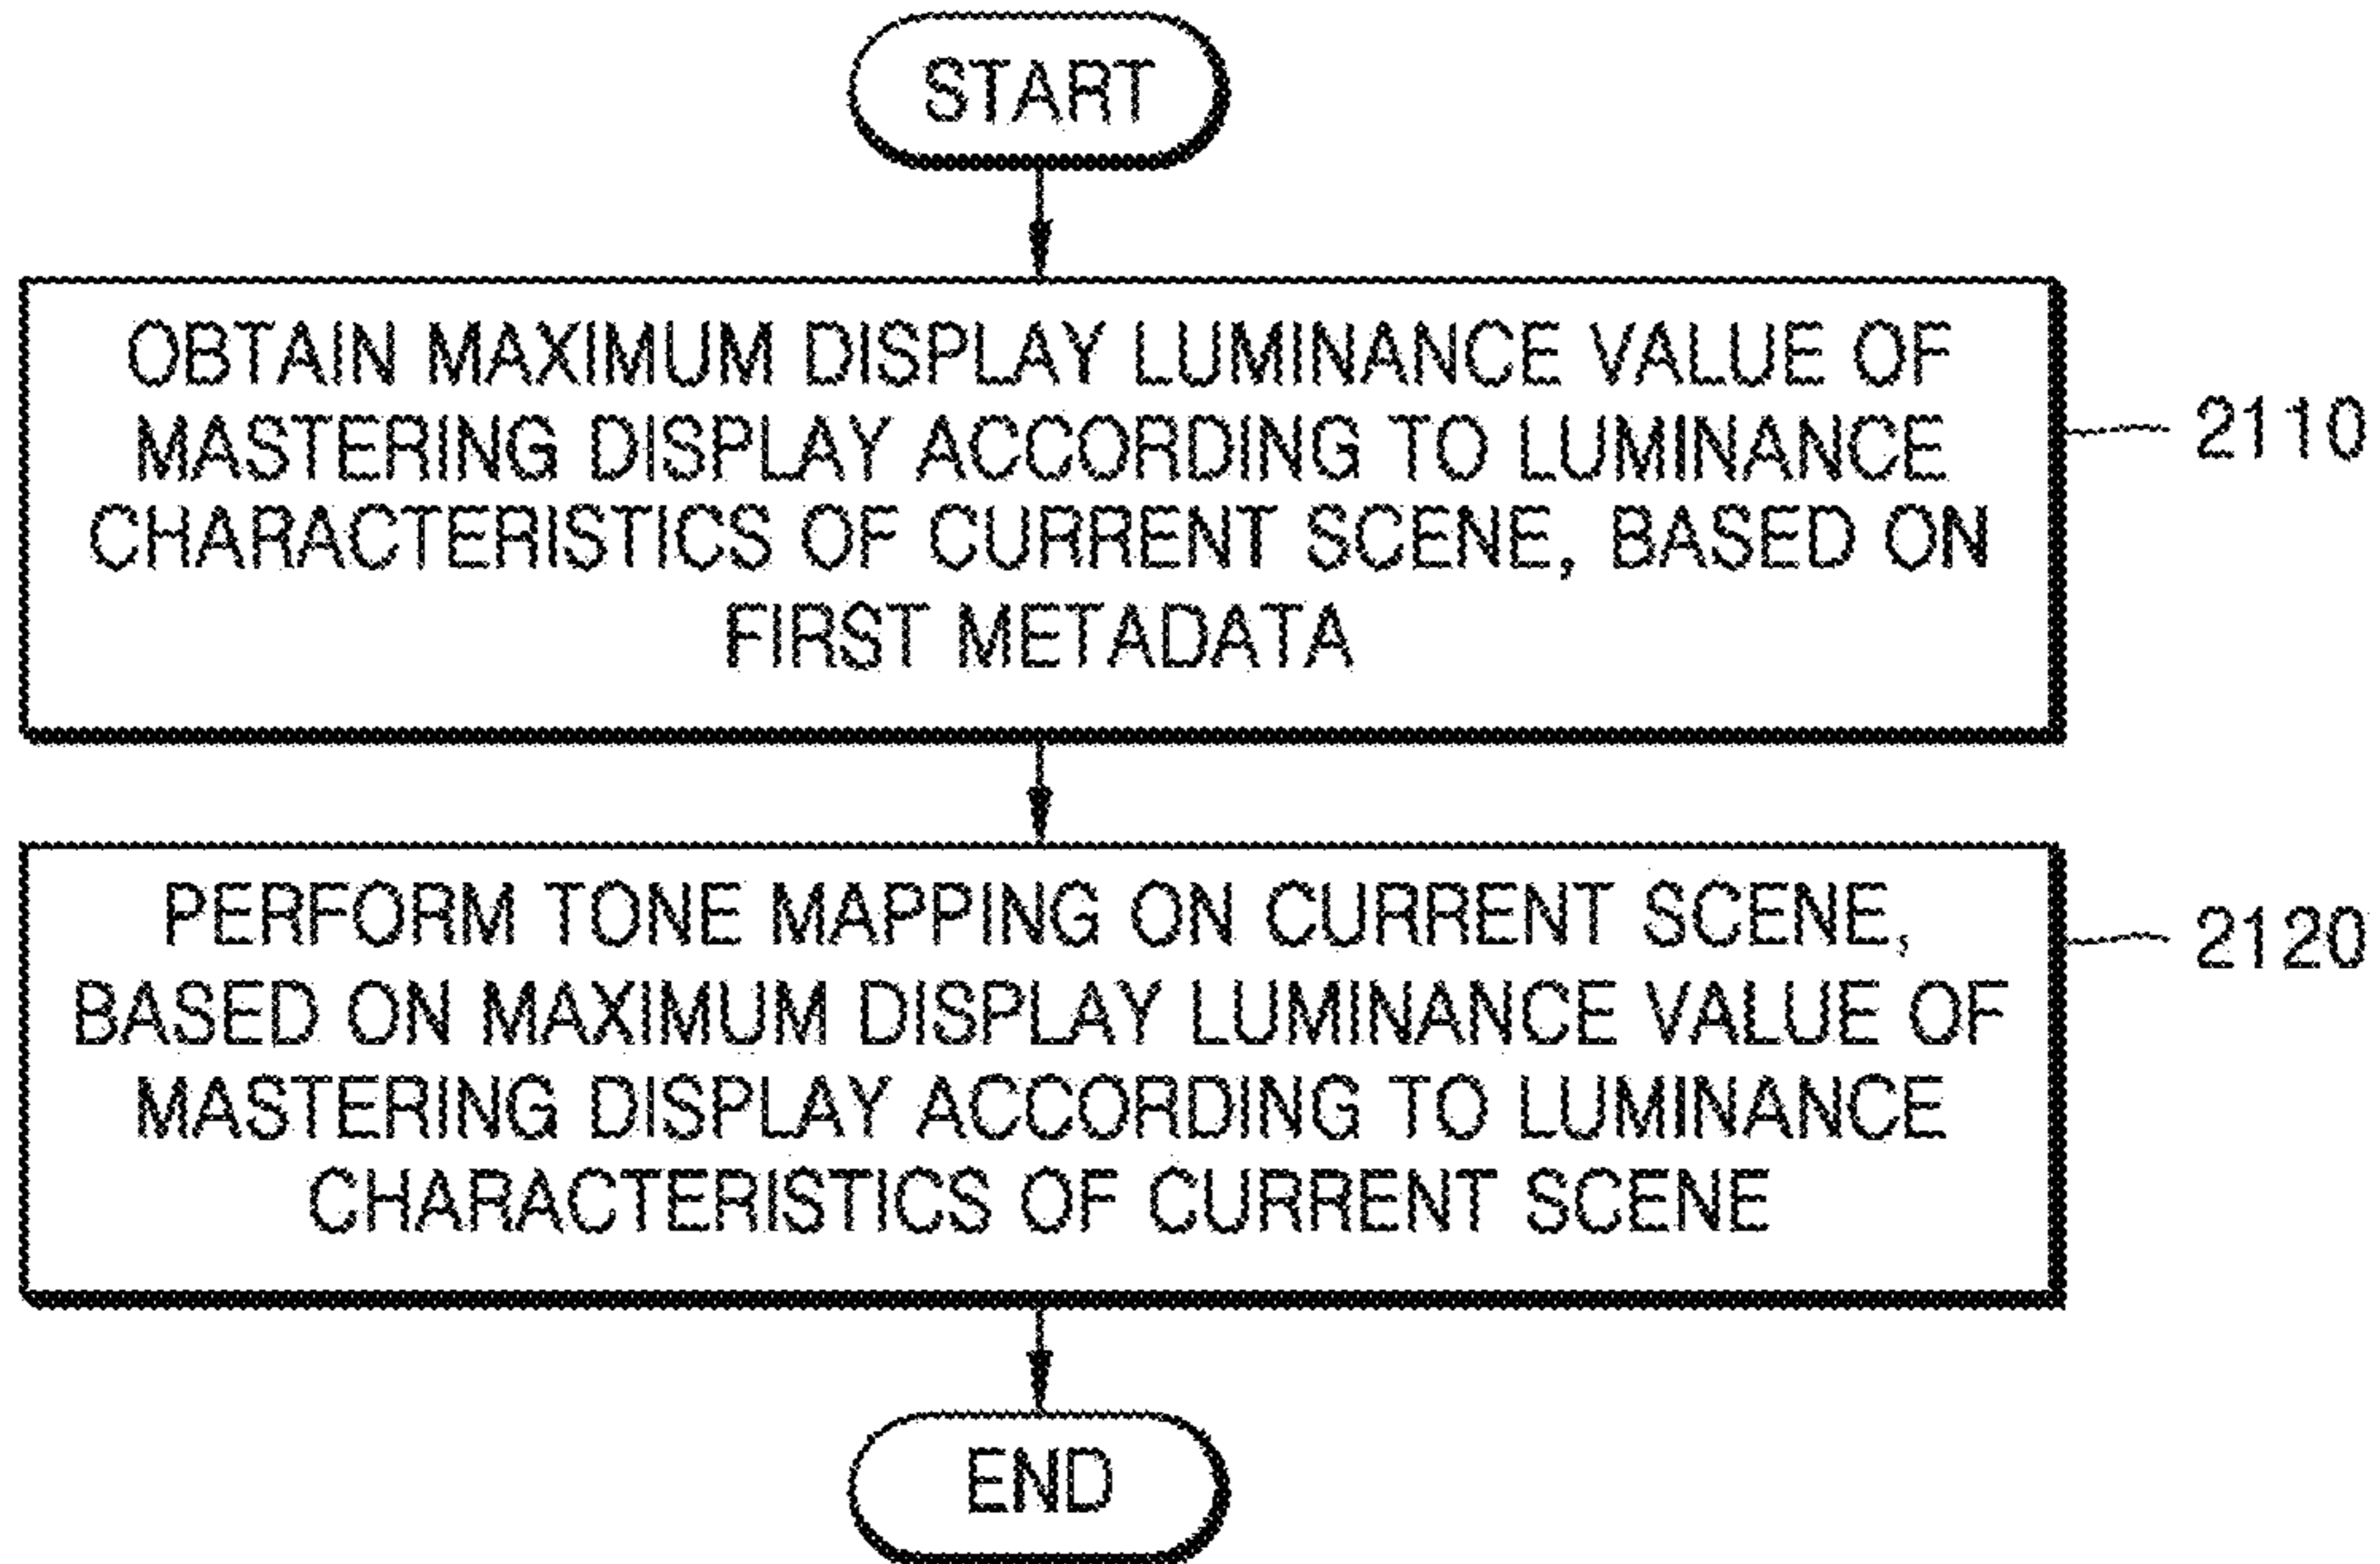 START
OBTAIN MAXIMUM DISPLAY LUMINANCE VALUE OF
MASTERING DISPLAY ACCORDING TO LUMINANCE
CHARACTERISTICS OF CURRENT SCENE, BASED ON
FIRST METADATA
2110
PERFORM TONE MAPPING ON CURRENT SCENE,
BASED ON MAXIMUM DISPLAY LUMINANCE VALUE OF
MASTERING DISPLAY ACCORDING TO LUMINANCE
CHARACTERISTICS OF CURRENT SCENE
2120
END